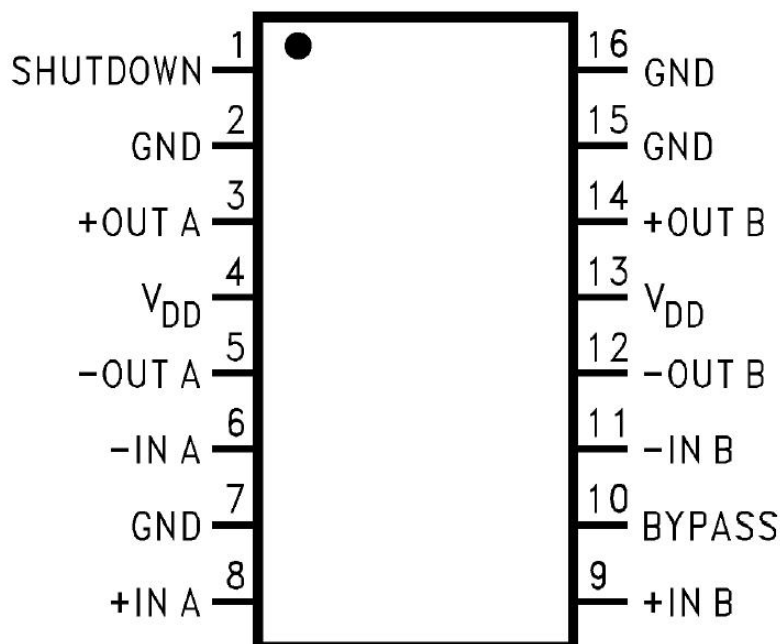 SHUTDOWN 1 16 GND
GND 2 15 GND
+OUT A 3 14 +OUT B
VDD 4 13 VDD
-OUT A 5 12 -OUT B
-IN A 6 11 -IN B
GND 7 10 BYPASS
+IN A 8 9 +IN B